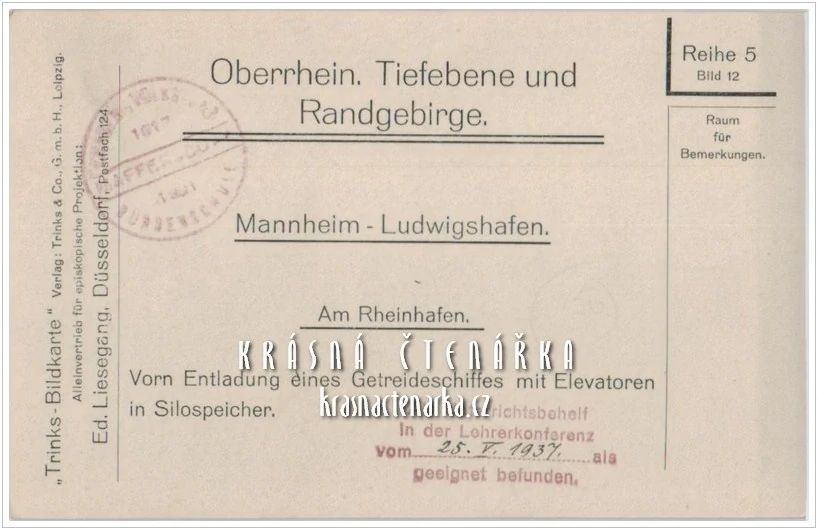 Oberrhein. Tiefebene und
Randgebirge.
Reihe 5
Bild 12
Raum
für
Bemerkungen.
Mannheim - Ludwigshafen.
Am Rheinhafen.
KRÁSNÁ ČTENÁŘKA
Vorn Entladung eines Getreideschiffes mit Elevatoren
in Silospeicher.
krasnactenarka.cz
richtsbehelf
in der Lehrerkonferenz
vom 25. V. 1937. als
geeignet befunden.
„Trinks - Bildkarte" Verlag: Trinks & Co., G. m. b. H., Leipzig.
Alleinvertrieb für episkopische Projektion:
Ed. Liesegang, Düsseldorf, Postfach 124
1917
BÜRGERSCHULE